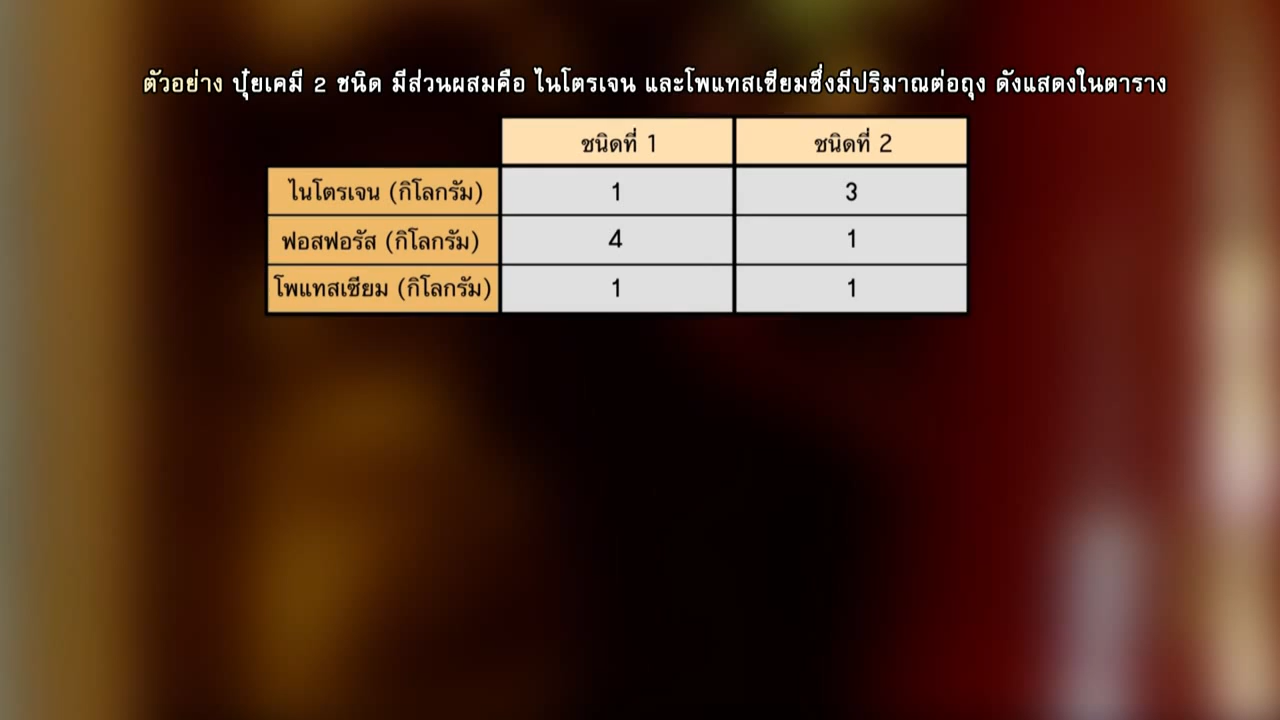 ตัวอย่าง ปุ๋ยเคมี 2 ชนิด มีส่วนผสมคือ ไนโตรเจน และโพแทสเซียมซึ่งมีปริมาณต่อถุง ดังแสดงในตาราง
ชนิดที่ 1 ชนิดที่ 2
ไนโตรเจน (กิโลกรัม) 1 3
ฟอสฟอรัส (กิโลกรัม) 4 1
โพแทสเซียม (กิโลกรัม) 1 1